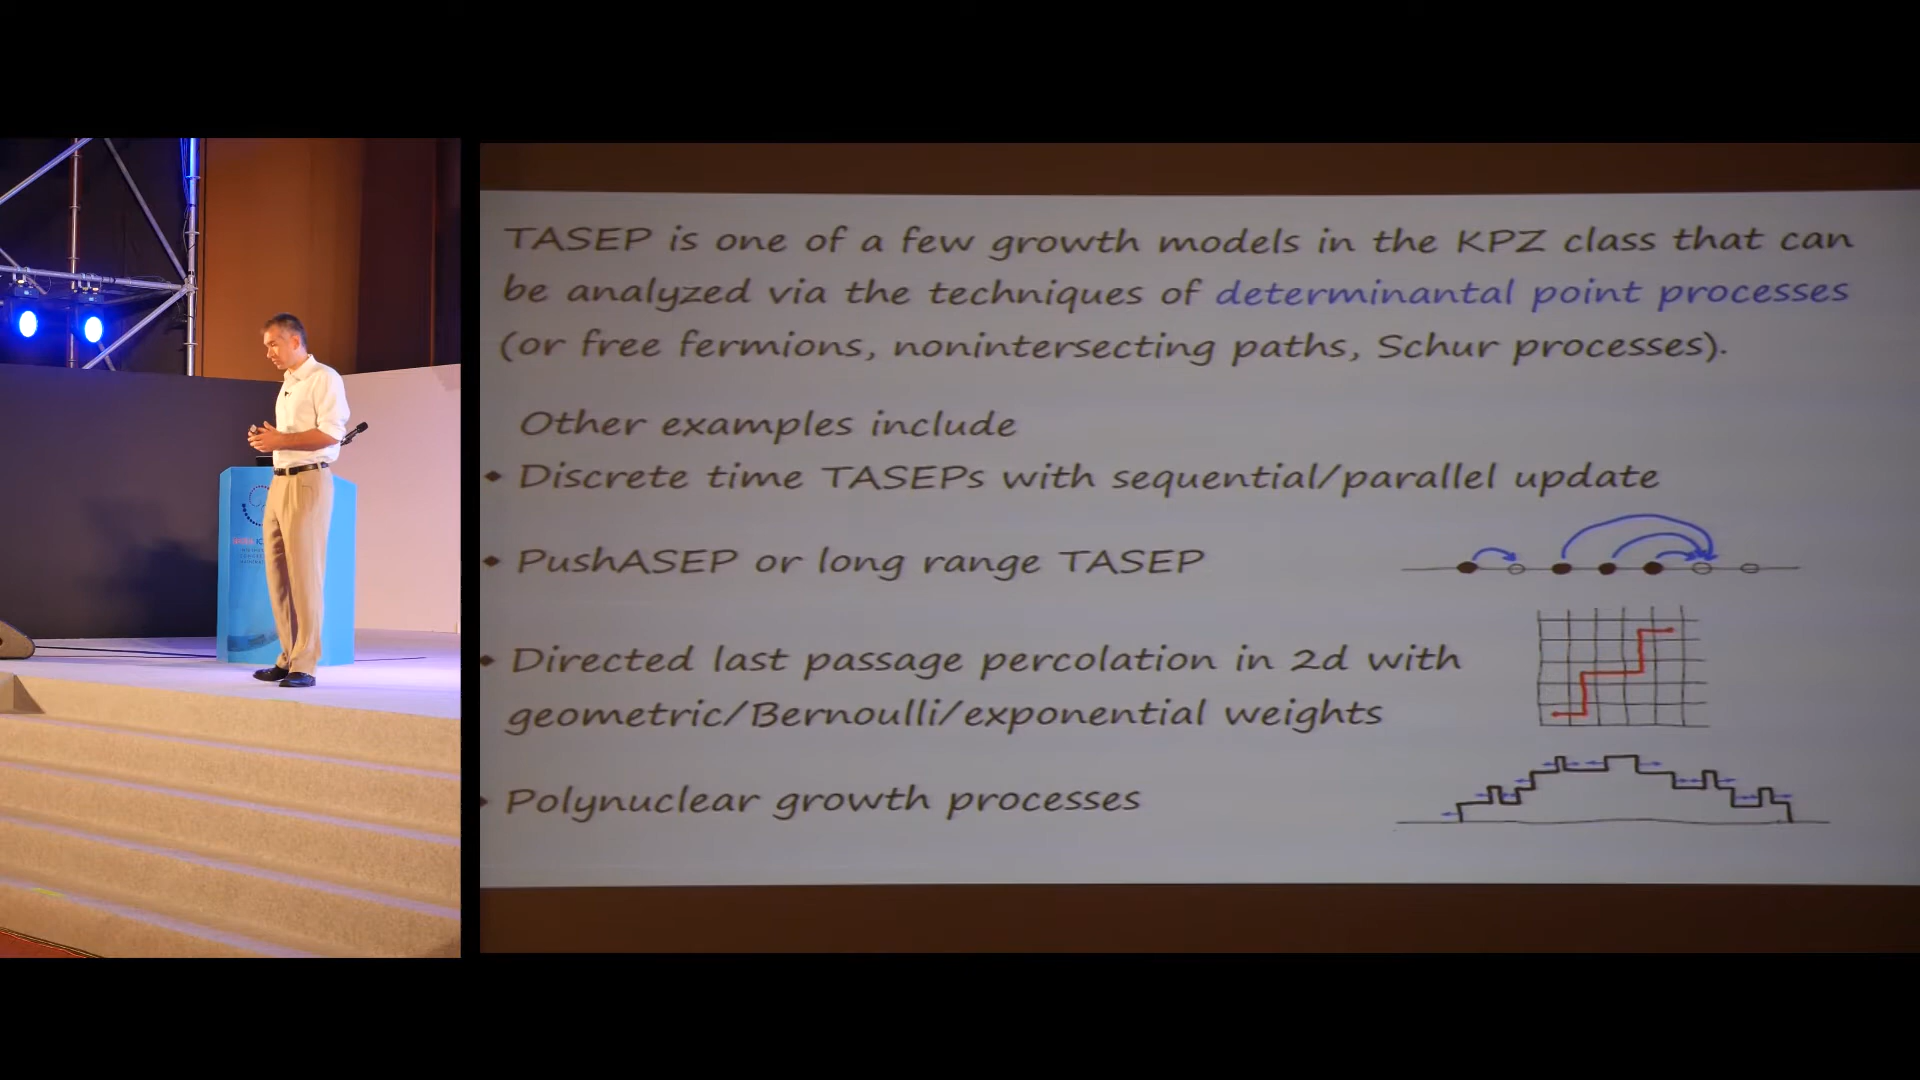 TASEP is one of a few growth models in the KPZ class that can
be analyzed via the techniques of determinantal point processes
(or free fermions, nonintersecting paths, Schur processes).
Other examples include
• Discrete time TASEPs with sequential/parallel update
• PushASEP or long range TASEP
• Directed last passage percolation in 2d with
geometric/Bernoulli/exponential weights
• Polynuclear growth processes